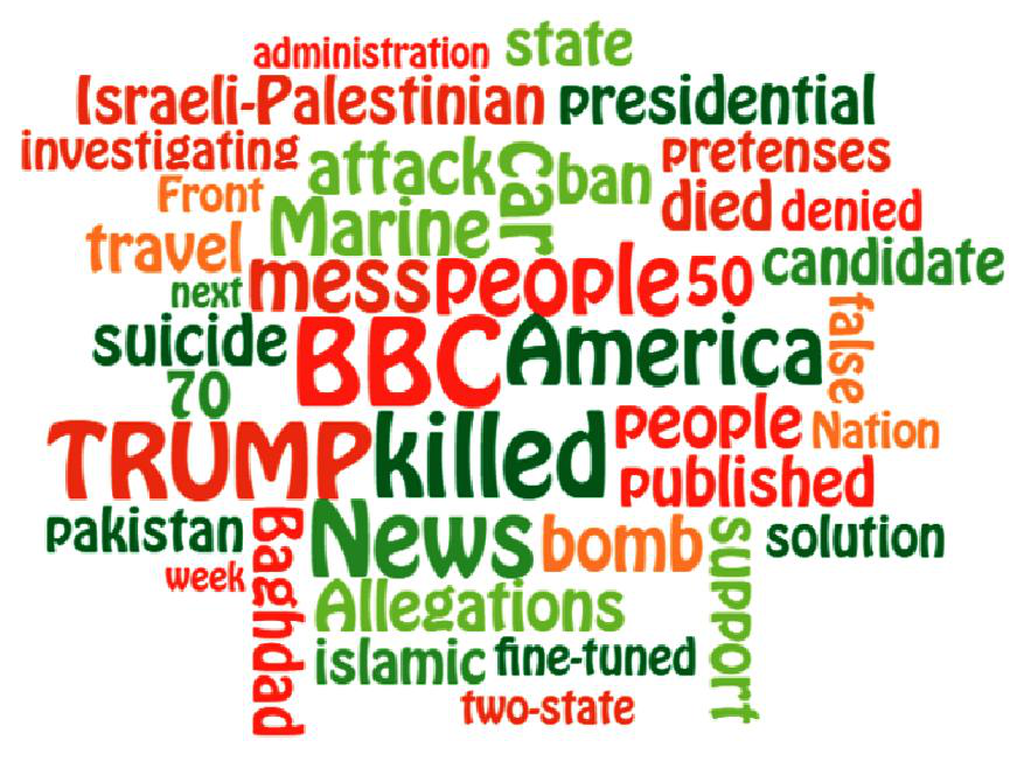 administration state
Israeli-Palestinian presidential
investigating attack car ban pretenses
Front Marine died denied
travel candidate
next mess people 50
suicide BBC America false
70
TRUMP killed people Nation
published
pakistan Baghdad News bomb support solution
week
Allegations
islamic fine-tuned
two-state